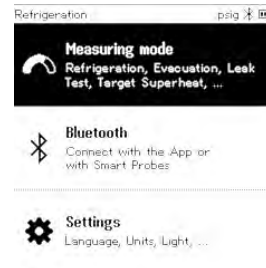 Refrigeration psig
Measuring mode
Refrigeration, Evacuation, Leak
Test, Target Superheat, ...
Bluetooth
Connect with the App or
with Smart Probes
Settings
Language, Units, Light, ...